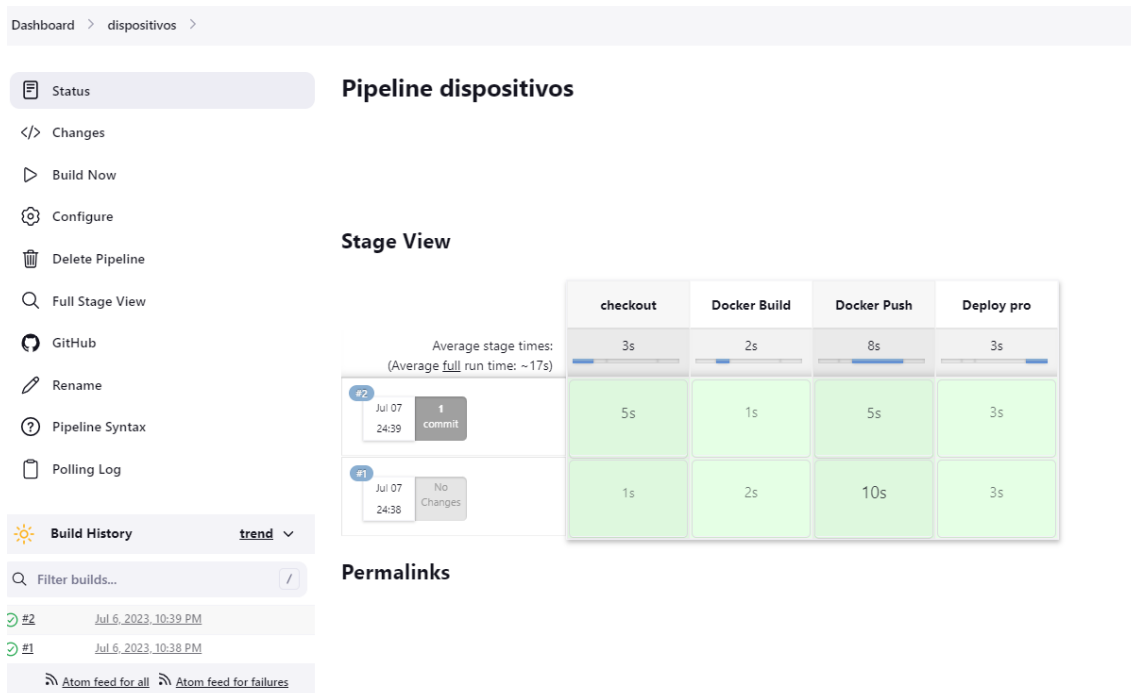 Dashboard > dispositivos >
Status
Changes
Build Now
Configure
Delete Pipeline
Full Stage View
GitHub
Rename
Pipeline Syntax
Polling Log
Build History trend
Filter builds... /
#2 Jul 6, 2023, 10:39 PM
#1 Jul 6, 2023, 10:38 PM
Atom feed for all Atom feed for failures
Pipeline dispositivos
Stage View
checkout Docker Build Docker Push Deploy pro
Average stage times: 3s 2s 8s 3s
(Average full run time: ~17s)
#2
Jul 07 1
24:39 commit
5s 1s 5s 3s
#1
Jul 07 No
24:38 Changes
1s 2s 10s 3s
Permalinks